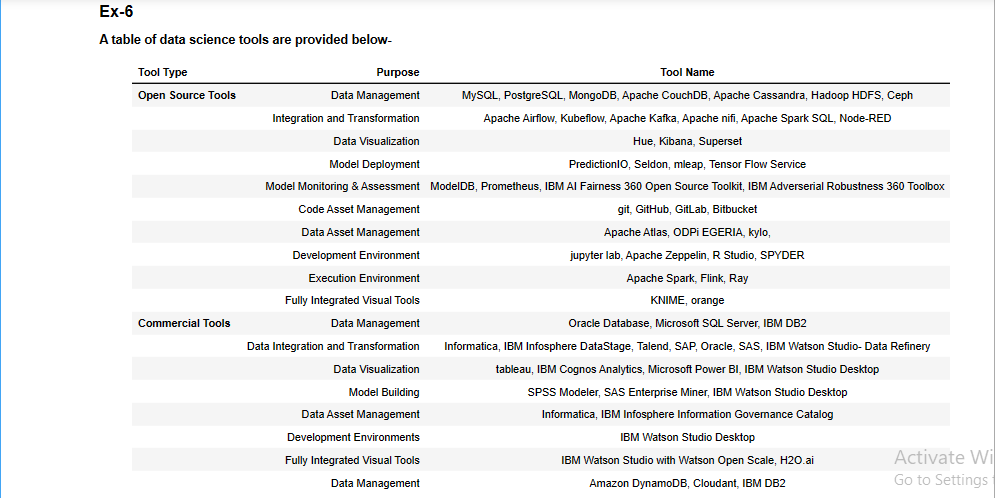 Ex-6
A table of data science tools are provided below-
Tool Type Purpose Tool Name
Open Source Tools Data Management MySQL, PostgreSQL, MongoDB, Apache CouchDB, Apache Cassandra, Hadoop HDFS, Ceph
Integration and Transformation Apache Airflow, Kubeflow, Apache Kafka, Apache nifi, Apache Spark SQL, Node-RED
Data Visualization Hue, Kibana, Superset
Model Deployment PredictionIO, Seldon, mleap, Tensor Flow Service
Model Monitoring & Assessment ModelDB, Prometheus, IBM AI Fairness 360 Open Source Toolkit, IBM Adverserial Robustness 360 Toolbox
Code Asset Management git, GitHub, GitLab, Bitbucket
Data Asset Management Apache Atlas, ODPi EGERIA, kylo,
Development Environment jupyter lab, Apache Zeppelin, R Studio, SPYDER
Execution Environment Apache Spark, Flink, Ray
Fully Integrated Visual Tools KNIME, orange
Commercial Tools Data Management Oracle Database, Microsoft SQL Server, IBM DB2
Data Integration and Transformation Informatica, IBM Infosphere DataStage, Talend, SAP, Oracle, SAS, IBM Watson Studio- Data Refinery
Data Visualization tableau, IBM Cognos Analytics, Microsoft Power BI, IBM Watson Studio Desktop
Model Building SPSS Modeler, SAS Enterprise Miner, IBM Watson Studio Desktop
Data Asset Management Informatica, IBM Infosphere Information Governance Catalog
Development Environments IBM Watson Studio Desktop
Fully Integrated Visual Tools IBM Watson Studio with Watson Open Scale, H2O.ai
Data Management Amazon DynamoDB, Cloudant, IBM DB2
Activate Wi
Go to Settings